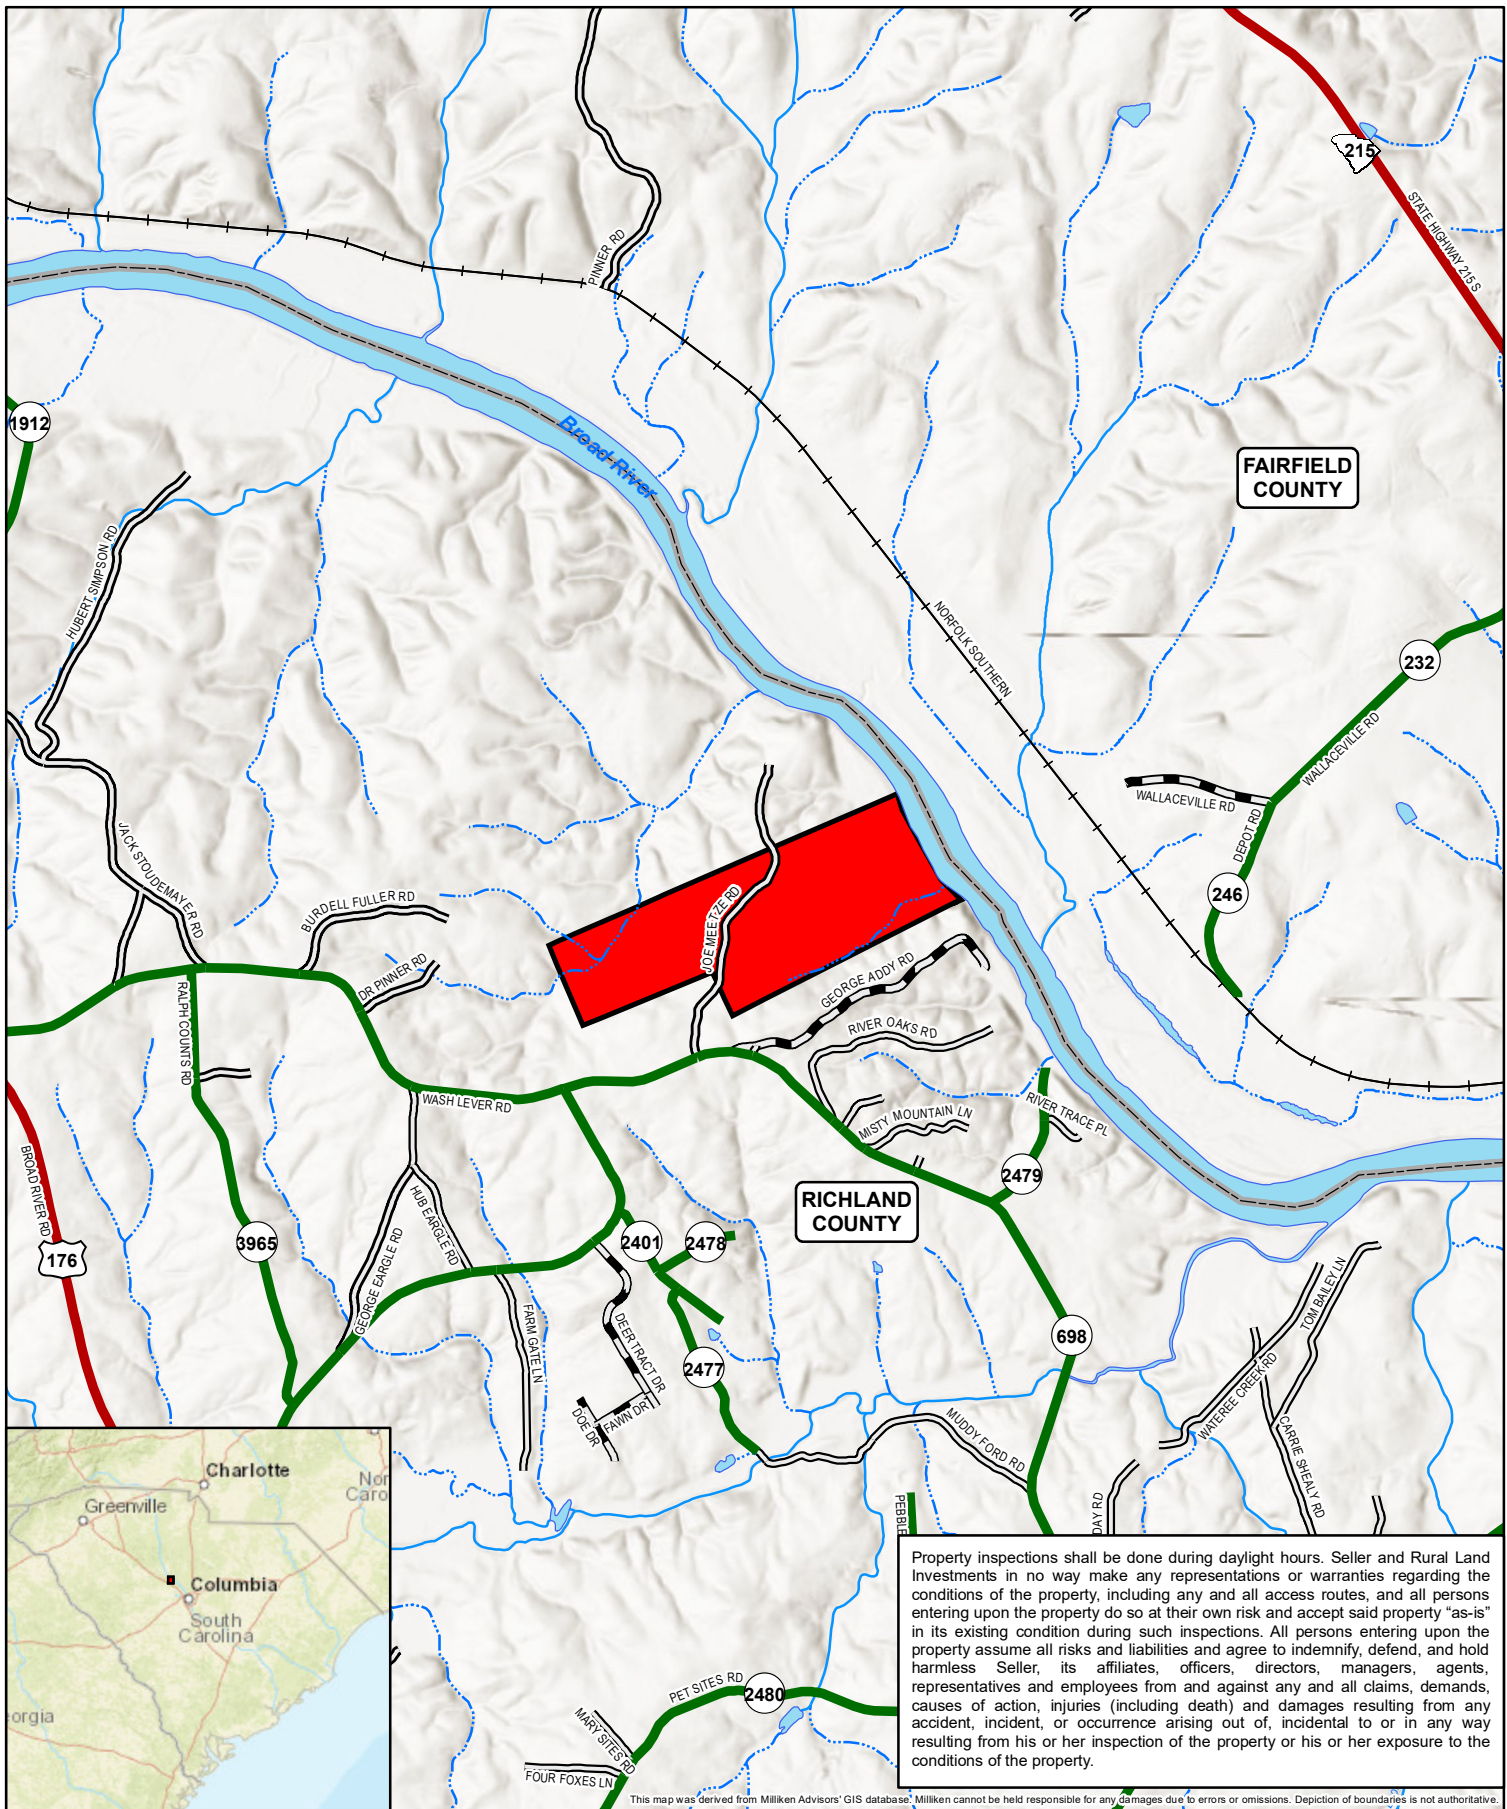 215
STATE HIGHWAY 215 S
PINNER RD
1912
Broad River
FAIRFIELD
COUNTY
HUBERT SIMPSON RD
NORFOLK SOUTHERN
232
WALLACEVILLE RD
WALLACEVILLE RD
DEPOT RD
246
JACK STOUDEMAYER RD
BURDELL FULLER RD
JOE MEETZE RD
DR PINNER RD
GEORGE ADDY RD
RIVER OAKS RD
RALPH COUNTS RD
WASH LEVER RD
MISTY MOUNTAIN LN
RIVER TRACE PL
2479
BROAD RIVER RD
176
3965
HUB EARGLE RD
GEORGE EARGLE RD
2401
2478
RICHLAND
COUNTY
FARM GATE LN
DEER TRACT DR
2477
698
TOM BAILEY LN
WATEREE CREEK RD
CARRIE SHEALY RD
DOE DR
FAWN DR
MUDDY FORD RD
PEBBLE
DAY RD
Charlotte
Greenville
Nor
Caro
Columbia
South
Carolina
orgia
PET SITES RD
2480
MARY SITES RD
FOUR FOXES LN
Property inspections shall be done during daylight hours. Seller and Rural Land
Investments in no way make any representations or warranties regarding the
conditions of the property, including any and all access routes, and all persons
entering upon the property do so at their own risk and accept said property “as-is”
in its existing condition during such inspections. All persons entering upon the
property assume all risks and liabilities and agree to indemnify, defend, and hold
harmless Seller, its affiliates, officers, directors, managers, agents,
representatives and employees from and against any and all claims, demands,
causes of action, injuries (including death) and damages resulting from any
accident, incident, or occurrence arising out of, incidental to or in any way
resulting from his or her inspection of the property or his or her exposure to the
conditions of the property.
This map was derived from Milliken Advisors' GIS database. Milliken cannot be held responsible for any damages due to errors or omissions. Depiction of boundaries is not authoritative.